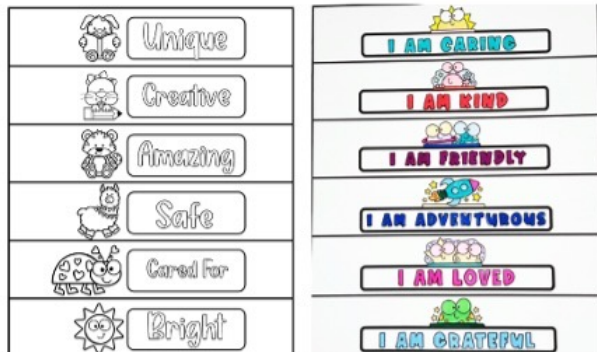 Unique
Creative
Amazing
Safe
Cared For
Bright
I AM CARING
I AM KIND
I AM FRIENDLY
I AM ADVENTUROUS
I AM LOVED
I AM GRATEFUL